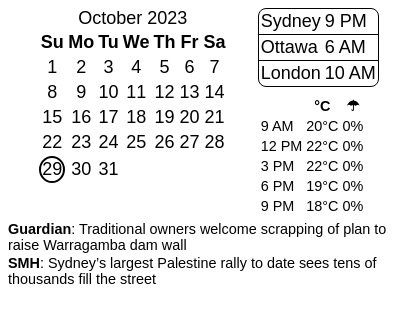 October 2023
Su Mo Tu We Th Fr Sa
1 2 3 4 5 6 7
8 9 10 11 12 13 14
15 16 17 18 19 20 21
22 23 24 25 26 27 28
29 30 31
Sydney 9 PM
Ottawa 6 AM
London 10 AM
°C ☂
9 AM 20°C 0%
12 PM 22°C 0%
3 PM 22°C 0%
6 PM 19°C 0%
9 PM 18°C 0%
Guardian: Traditional owners welcome scrapping of plan to
raise Warragamba dam wall
SMH: Sydney's largest Palestine rally to date sees tens of
thousands fill the street